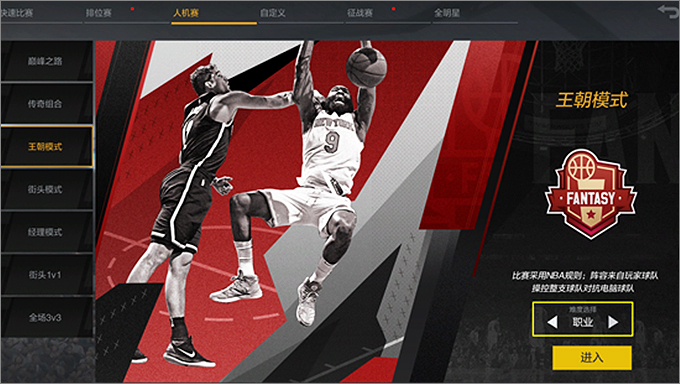 快速比赛 排位赛 人机赛 自定义 征战赛 全明星
巅峰之路
传奇组合
王朝模式
街头模式
经理模式
街头1v1
全场3v3
NEW YORK
9
王朝模式
FANTASY
比赛采用NBA规则；阵容来自玩家球队
操控整支球队对抗电脑球队
难度选择
职业
进入